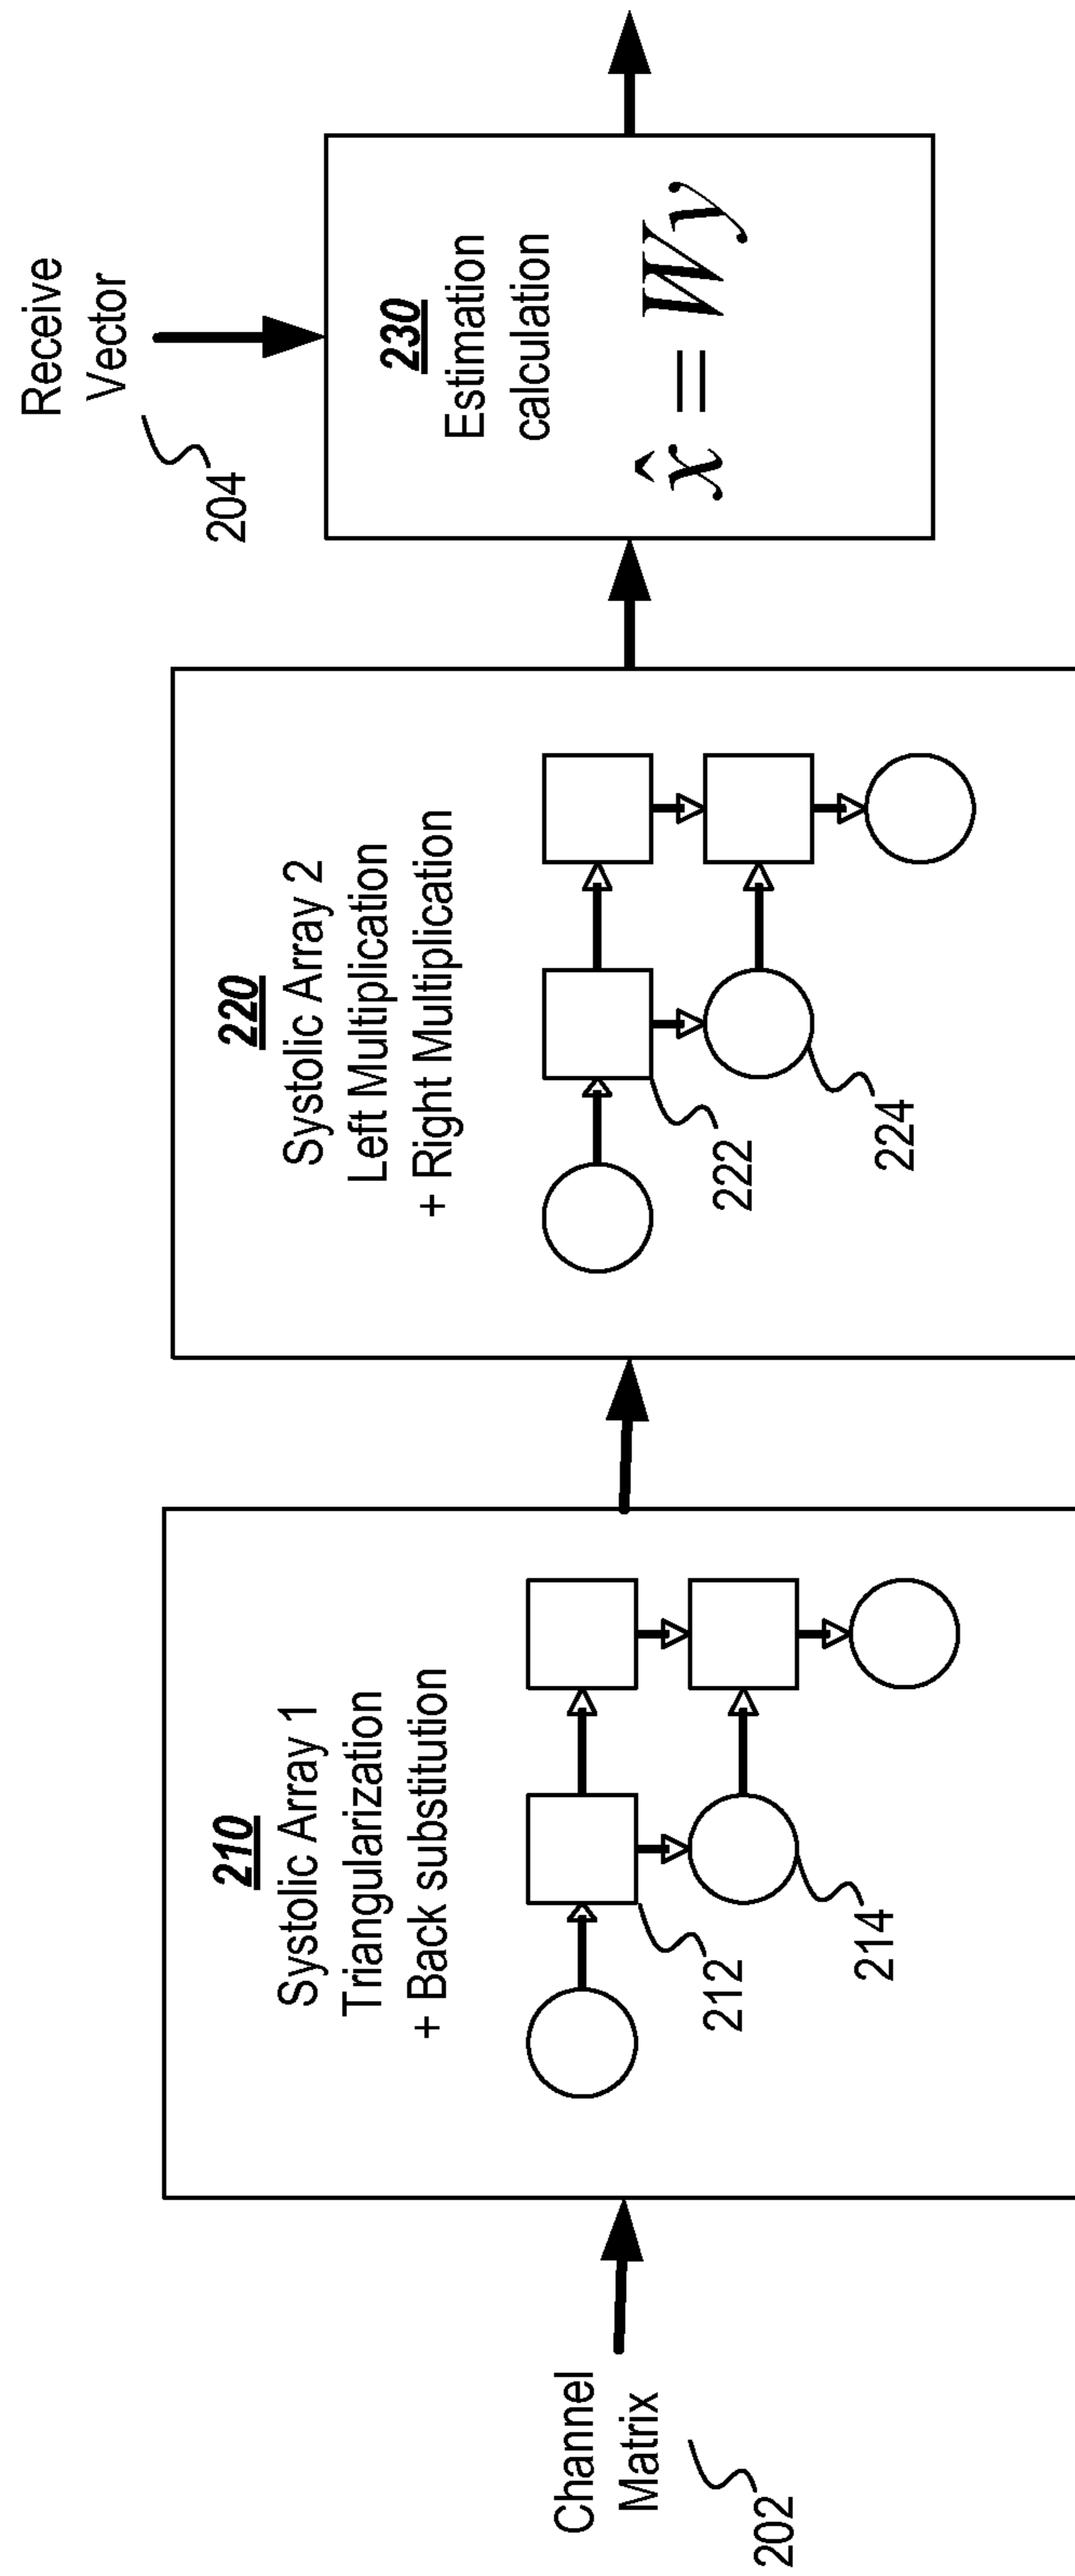 Channel
Matrix
202
210
Systolic Array 1
Triangularization
+ Back substitution
212
214
220
Systolic Array 2
Left Multiplication
+ Right Multiplication
222
224
Receive
Vector
204
230
Estimation
calculation
x̂ = Wy